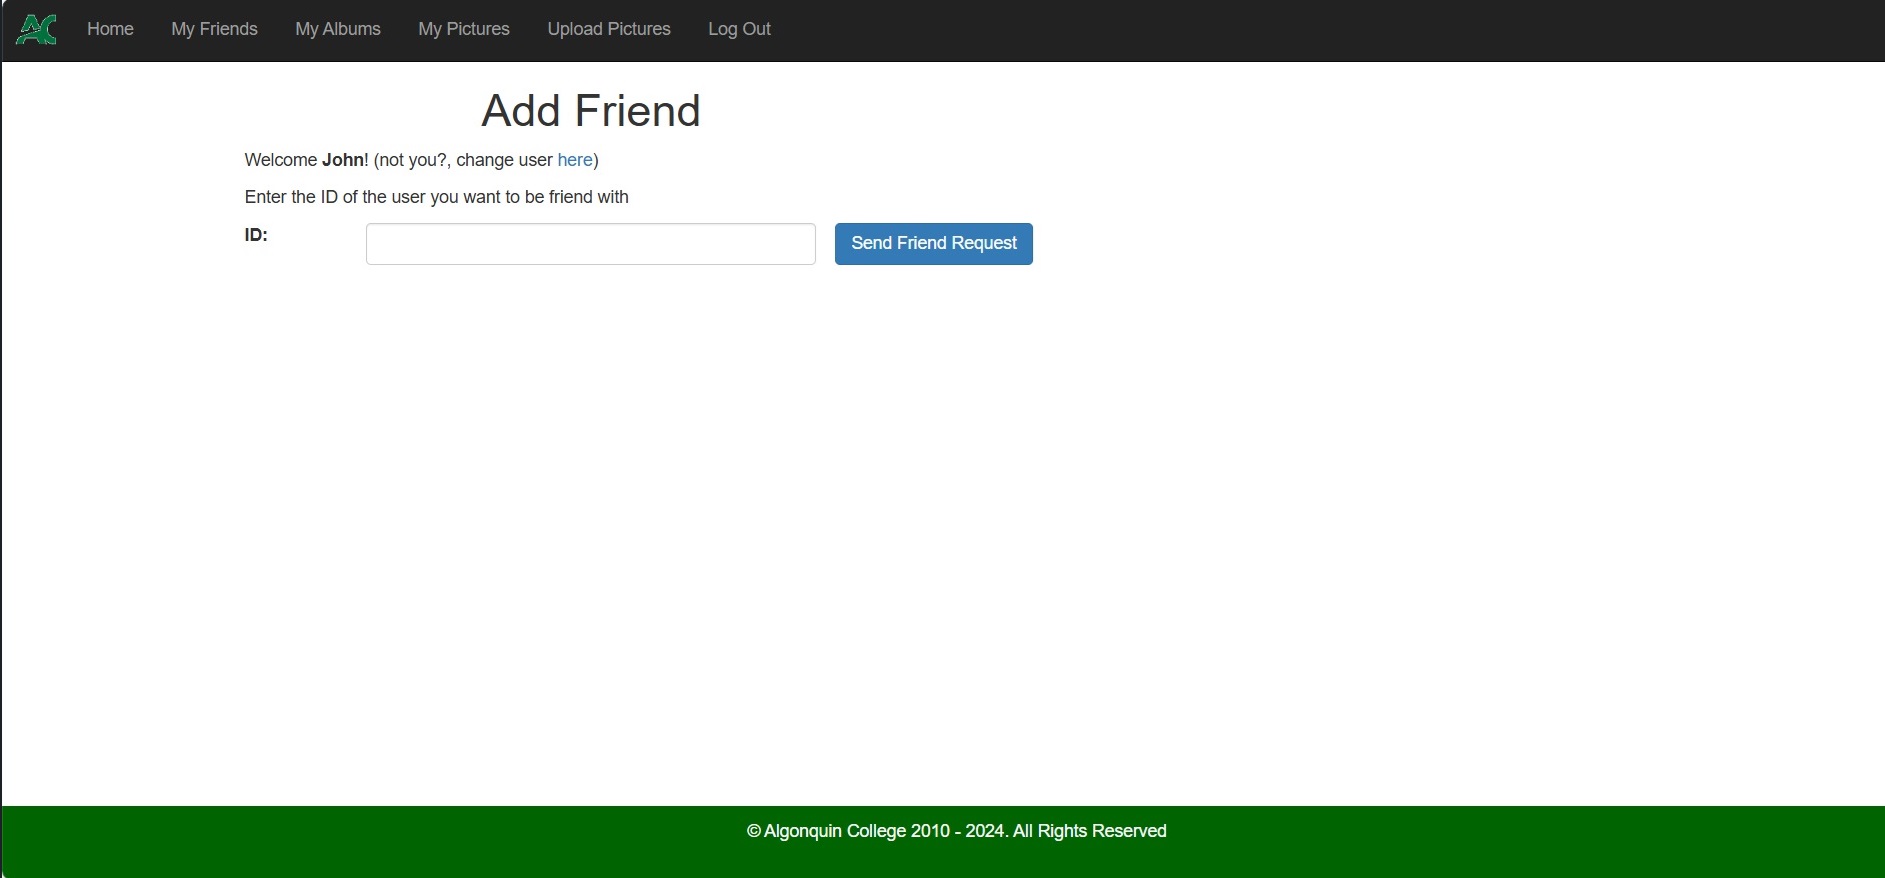 AC Home My Friends My Albums My Pictures Upload Pictures Log Out
Add Friend
Welcome John! (not you?, change user here)
Enter the ID of the user you want to be friend with
ID: Send Friend Request
© Algonquin College 2010 - 2024. All Rights Reserved